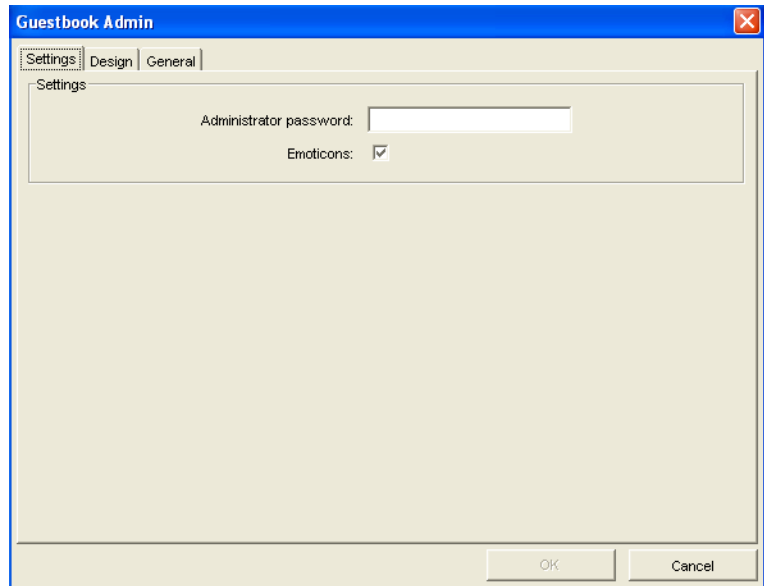 Guestbook Admin
Settings Design General
Settings
Administrator password:
Emoticons:
OK Cancel